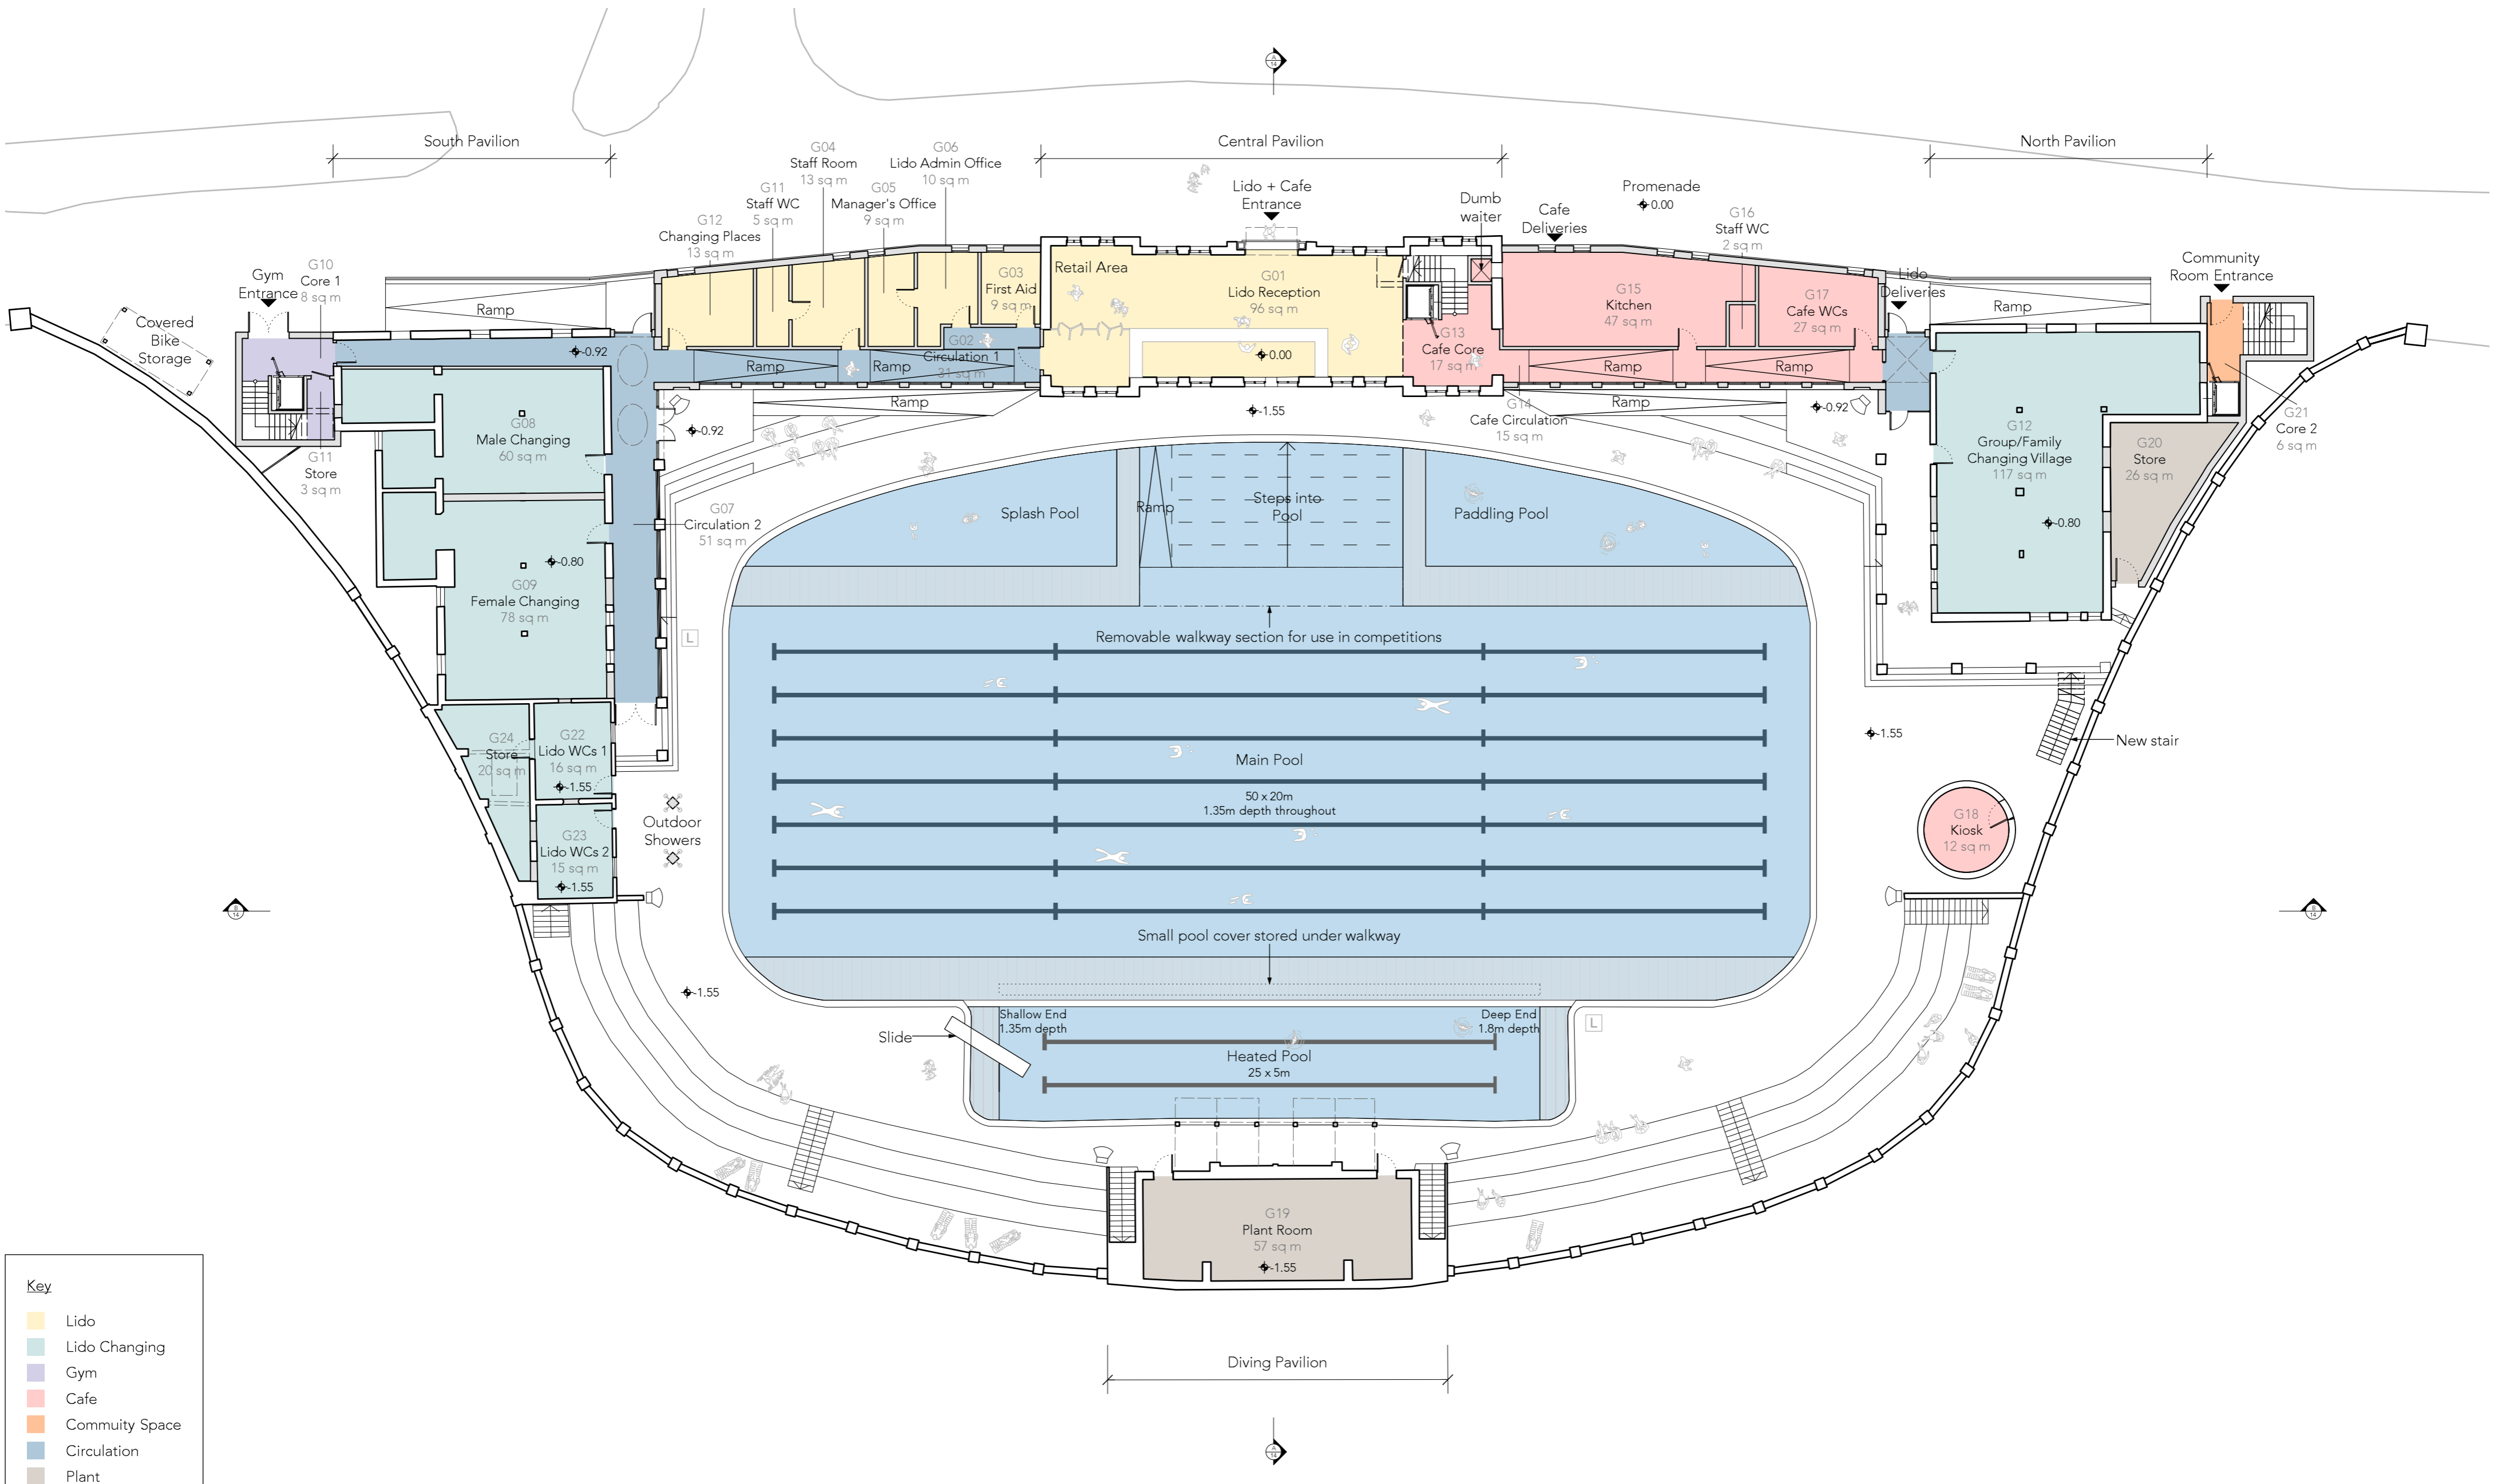 A
14
South Pavilion
Central Pavilion
North Pavilion
G04
Staff Room
13 sq m
G06
Lido Admin Office
10 sq m
G11
Staff WC
5 sq m
G05
Manager's Office
9 sq m
G12
Changing Places
13 sq m
Lido + Cafe
Entrance
Dumb
waiter
Cafe
Deliveries
Promenade
0.00
G16
Staff WC
2 sq m
Community
Room Entrance
Gym
Entrance
G10
Core 1
8 sq m
Covered
Bike
Storage
Ramp
Retail Area
G03
First Aid
9 sq m
G01
Lido Reception
96 sq m
G15
Kitchen
47 sq m
G17
Cafe WCs
27 sq m
Lido
Deliveries
Ramp
-0.92
G02
Circulation 1
31 sq m
Ramp
Ramp
0.00
G13
Cafe Core
17 sq m
Ramp
Ramp
Ramp
-1.55
Ramp
-0.92
-0.92
G14
Cafe Circulation
15 sq m
G08
Male Changing
60 sq m
G11
Store
3 sq m
G12
Group/Family
Changing Village
117 sq m
G20
Store
26 sq m
G21
Core 2
6 sq m
G07
Circulation 2
51 sq m
Splash Pool
Ramp
Steps into
Pool
Paddling Pool
-0.80
-0.80
G09
Female Changing
78 sq m
L
Removable walkway section for use in competitions
G24
Store
20 sq m
G22
Lido WCs 1
16 sq m
-1.55
-1.55
New stair
Main Pool
50 x 20m
1.35m depth throughout
Outdoor
Showers
G23
Lido WCs 2
15 sq m
-1.55
G18
Kiosk
12 sq m
B
14
B
14
Small pool cover stored under walkway
-1.55
Shallow End
1.35m depth
Deep End
1.8m depth
L
Slide
Heated Pool
25 x 5m
G19
Plant Room
57 sq m
-1.55
Key
Lido
Lido Changing
Gym
Cafe
Commuity Space
Circulation
Plant
Diving Pavilion
A
14